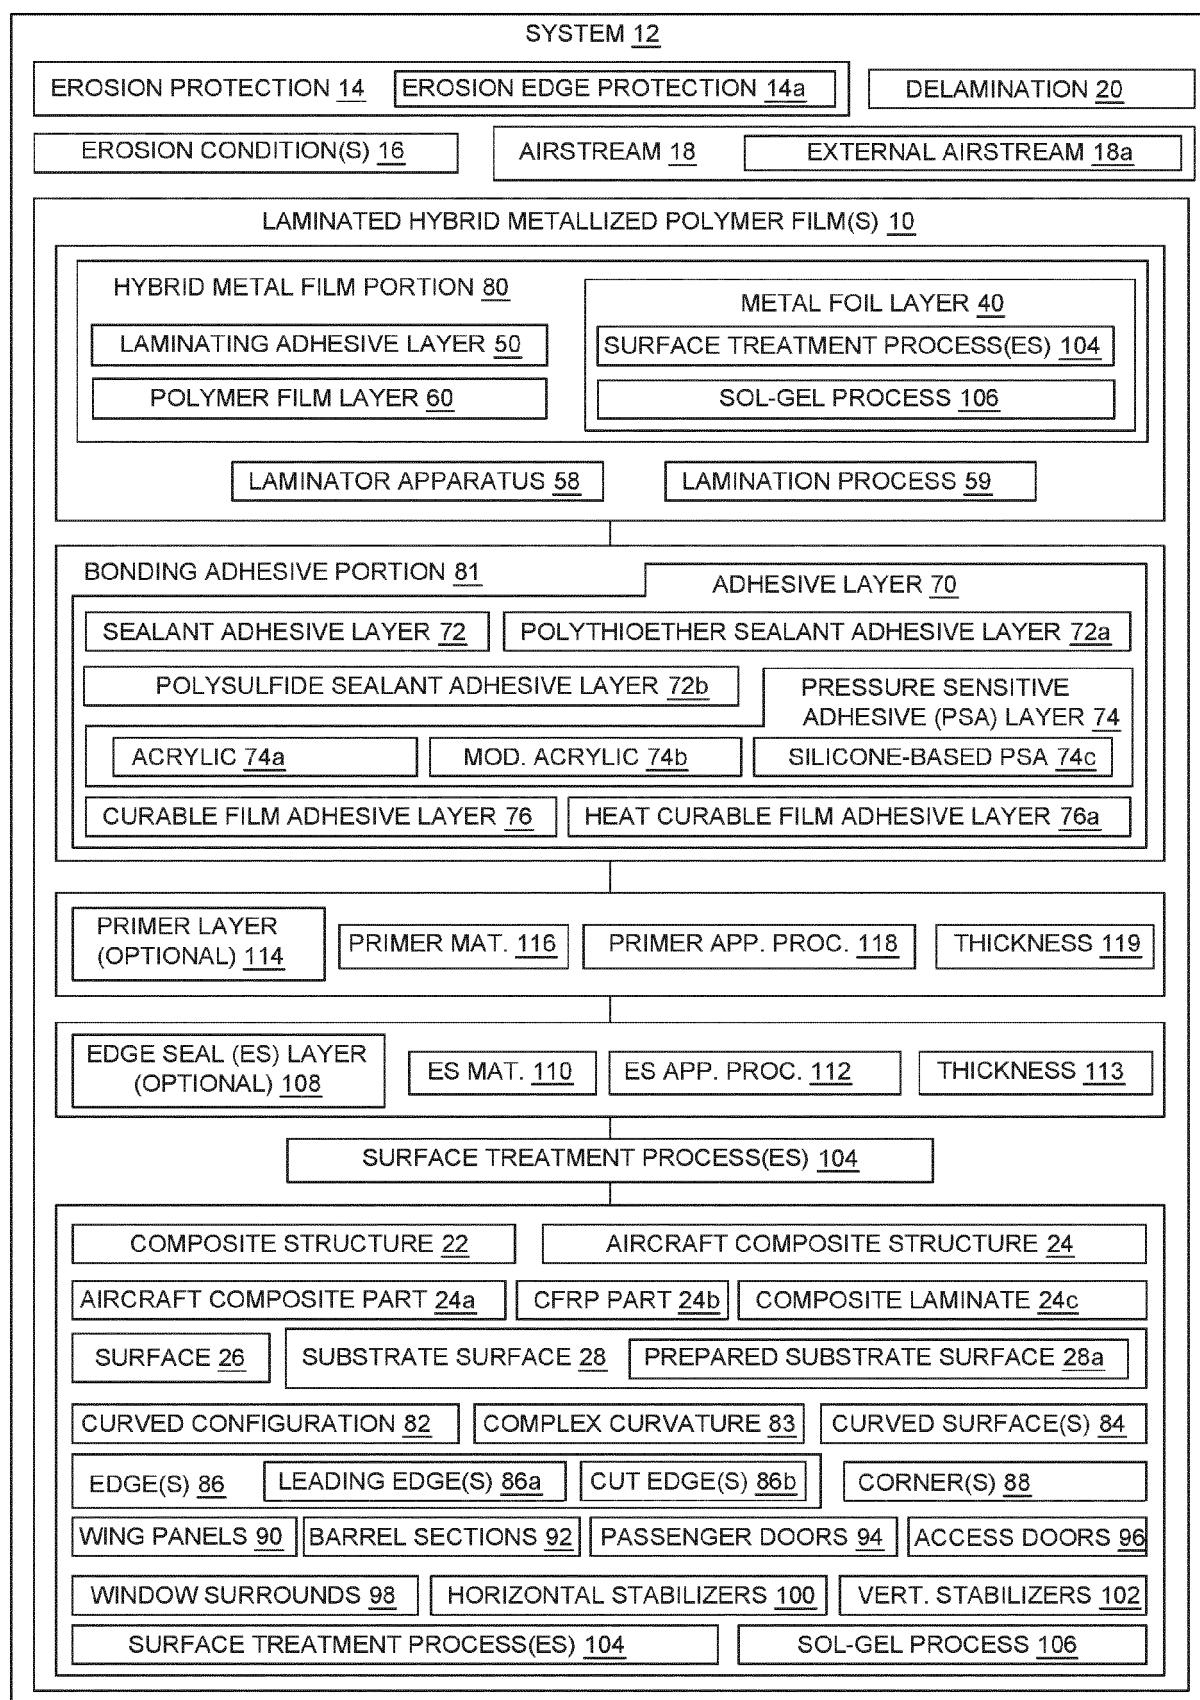 SYSTEM 12
EROSION PROTECTION 14
EROSION EDGE PROTECTION 14a
DELAMINATION 20
EROSION CONDITION(S) 16
AIRSTREAM 18
EXTERNAL AIRSTREAM 18a
LAMINATED HYBRID METALLIZED POLYMER FILM(S) 10
HYBRID METAL FILM PORTION 80
METAL FOIL LAYER 40
LAMINATING ADHESIVE LAYER 50
SURFACE TREATMENT PROCESS(ES) 104
POLYMER FILM LAYER 60
SOL-GEL PROCESS 106
LAMINATOR APPARATUS 58
LAMINATION PROCESS 59
BONDING ADHESIVE PORTION 81
ADHESIVE LAYER 70
SEALANT ADHESIVE LAYER 72
POLYTHIOETHER SEALANT ADHESIVE LAYER 72a
POLYSULFIDE SEALANT ADHESIVE LAYER 72b
PRESSURE SENSITIVE
ADHESIVE (PSA) LAYER 74
ACRYLIC 74a
MOD. ACRYLIC 74b
SILICONE-BASED PSA 74c
CURABLE FILM ADHESIVE LAYER 76
HEAT CURABLE FILM ADHESIVE LAYER 76a
PRIMER LAYER
(OPTIONAL) 114
PRIMER MAT. 116
PRIMER APP. PROC. 118
THICKNESS 119
EDGE SEAL (ES) LAYER
(OPTIONAL) 108
ES MAT. 110
ES APP. PROC. 112
THICKNESS 113
SURFACE TREATMENT PROCESS(ES) 104
COMPOSITE STRUCTURE 22
AIRCRAFT COMPOSITE STRUCTURE 24
AIRCRAFT COMPOSITE PART 24a
CFRP PART 24b
COMPOSITE LAMINATE 24c
SURFACE 26
SUBSTRATE SURFACE 28
PREPARED SUBSTRATE SURFACE 28a
CURVED CONFIGURATION 82
COMPLEX CURVATURE 83
CURVED SURFACE(S) 84
EDGE(S) 86
LEADING EDGE(S) 86a
CUT EDGE(S) 86b
CORNER(S) 88
WING PANELS 90
BARREL SECTIONS 92
PASSENGER DOORS 94
ACCESS DOORS 96
WINDOW SURROUNDS 98
HORIZONTAL STABILIZERS 100
VERT. STABILIZERS 102
SURFACE TREATMENT PROCESS(ES) 104
SOL-GEL PROCESS 106